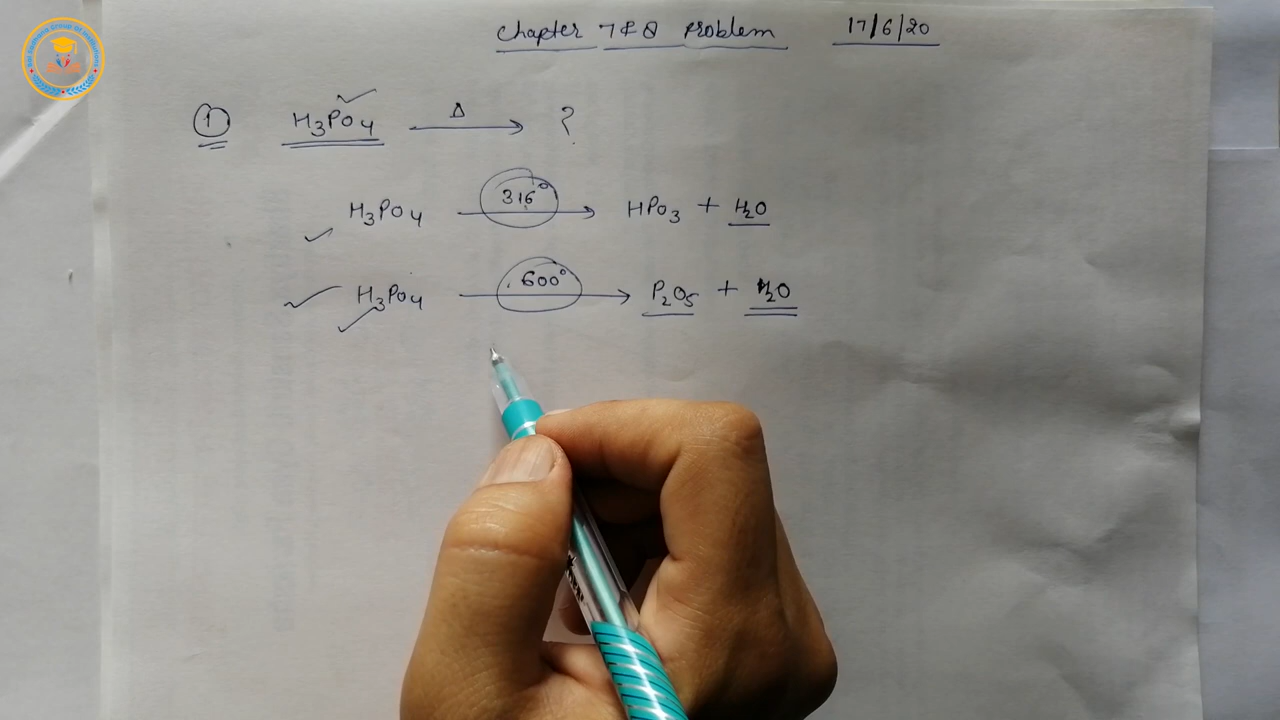 Chapter 7 & 8 Problem 17/6/20
① H₃PO₄ —Δ→ ?
H₃PO₄ —316°→ HPO₃ + H₂O
H₃PO₄ —600°→ P₂O₅ + H₂O